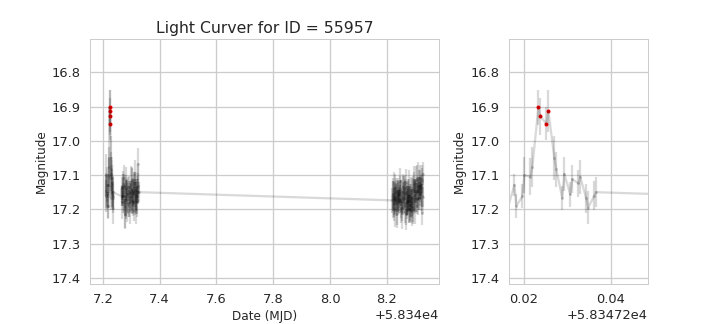 Light Curver for ID = 55957
Magnitude
16.8
16.9
17.0
17.1
17.2
17.3
17.4
7.2 7.4 7.6 7.8 8.0 8.2
Date (MJD)
+5.834e4
Magnitude
16.8
16.9
17.0
17.1
17.2
17.3
17.4
0.02 0.04
+5.83472e4